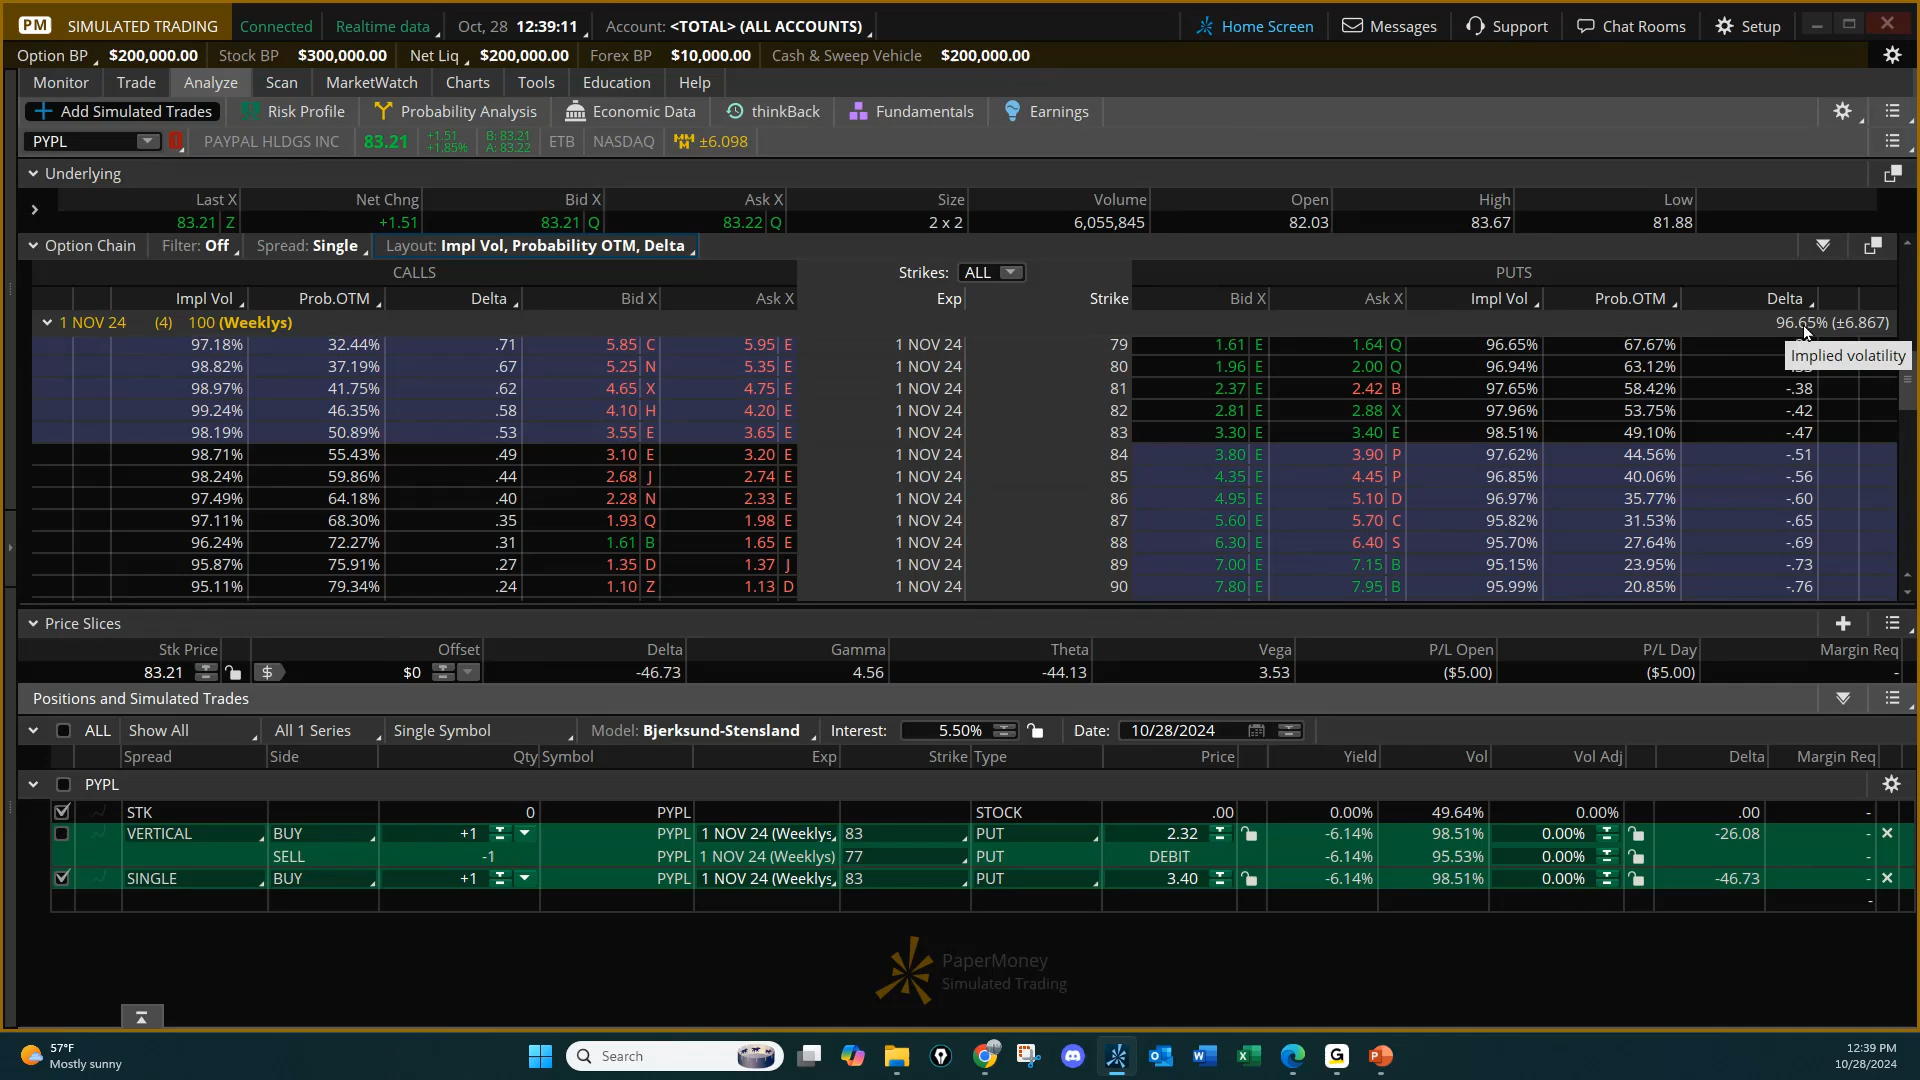 PM SIMULATED TRADING Connected Realtime data Oct, 28 12:39:11 Account: <TOTAL> (ALL ACCOUNTS) Home Screen Messages Support Chat Rooms Setup
Option BP $200,000.00 Stock BP $300,000.00 Net Liq $200,000.00 Forex BP $10,000.00 Cash & Sweep Vehicle $200,000.00
Monitor Trade Analyze Scan MarketWatch Charts Tools Education Help
Add Simulated Trades Risk Profile Probability Analysis Economic Data thinkBack Fundamentals Earnings
PYPL PAYPAL HLDGS INC 83.21 +1.51 +1.85% B: 83.21 A: 83.22 ETB NASDAQ MM ±6.098
Underlying
Last X Net Chng Bid X Ask X Size Volume Open High Low
83.21 Z +1.51 83.21 Q 83.22 Q 2 x 2 6,055,845 82.03 83.67 81.88
Option Chain Filter: Off Spread: Single Layout: Impl Vol, Probability OTM, Delta
CALLS Strikes: ALL PUTS
Impl Vol Prob.OTM Delta Bid X Ask X Exp Strike Bid X Ask X Impl Vol Prob.OTM Delta
1 NOV 24 (4) 100 (Weeklys) 96.65% (±6.867)
97.18% 32.44% .71 5.85 C 5.95 E 1 NOV 24 79 1.61 E 1.64 Q 96.65% 67.67%
Implied volatility
98.82% 37.19% .67 5.25 N 5.35 E 1 NOV 24 80 1.96 E 2.00 Q 96.94% 63.12%
98.97% 41.75% .62 4.65 X 4.75 E 1 NOV 24 81 2.37 E 2.42 B 97.65% 58.42% -.38
99.24% 46.35% .58 4.10 H 4.20 E 1 NOV 24 82 2.81 E 2.88 X 97.96% 53.75% -.42
98.19% 50.89% .53 3.55 E 3.65 E 1 NOV 24 83 3.30 E 3.40 E 98.51% 49.10% -.47
98.71% 55.43% .49 3.10 E 3.20 E 1 NOV 24 84 3.80 E 3.90 P 97.62% 44.56% -.51
98.24% 59.86% .44 2.68 J 2.74 E 1 NOV 24 85 4.35 E 4.45 P 96.85% 40.06% -.56
97.49% 64.18% .40 2.28 N 2.33 E 1 NOV 24 86 4.95 E 5.10 D 96.97% 35.77% -.60
97.11% 68.30% .35 1.93 Q 1.98 E 1 NOV 24 87 5.60 E 5.70 C 95.82% 31.53% -.65
96.24% 72.27% .31 1.61 B 1.65 E 1 NOV 24 88 6.30 E 6.40 S 95.70% 27.64% -.69
95.87% 75.91% .27 1.35 D 1.37 J 1 NOV 24 89 7.00 E 7.15 B 95.15% 23.95% -.73
95.11% 79.34% .24 1.10 Z 1.13 D 1 NOV 24 90 7.80 E 7.95 B 95.99% 20.85% -.76
Price Slices
Stk Price Offset Delta Gamma Theta Vega P/L Open P/L Day Margin Req
83.21 $ $0 -46.73 4.56 -44.13 3.53 ($5.00) ($5.00) -
Positions and Simulated Trades
ALL Show All All 1 Series Single Symbol Model: Bjerksund-Stensland Interest: 5.50% Date: 10/28/2024
Spread Side Qty Symbol Exp Strike Type Price Yield Vol Vol Adj Delta Margin Req
PYPL
STK 0 PYPL STOCK .00 0.00% 49.64% 0.00% .00 -
VERTICAL BUY +1 PYPL 1 NOV 24 (Weeklys 83 PUT 2.32 -6.14% 98.51% 0.00% -26.08 -
SELL -1 PYPL 1 NOV 24 (Weeklys) 77 PUT DEBIT -6.14% 95.53% 0.00% -
SINGLE BUY +1 PYPL 1 NOV 24 (Weeklys 83 PUT 3.40 -6.14% 98.51% 0.00% -46.73 -
-
PaperMoney
Simulated Trading
57°F
Mostly sunny
Search
12:39 PM
10/28/2024